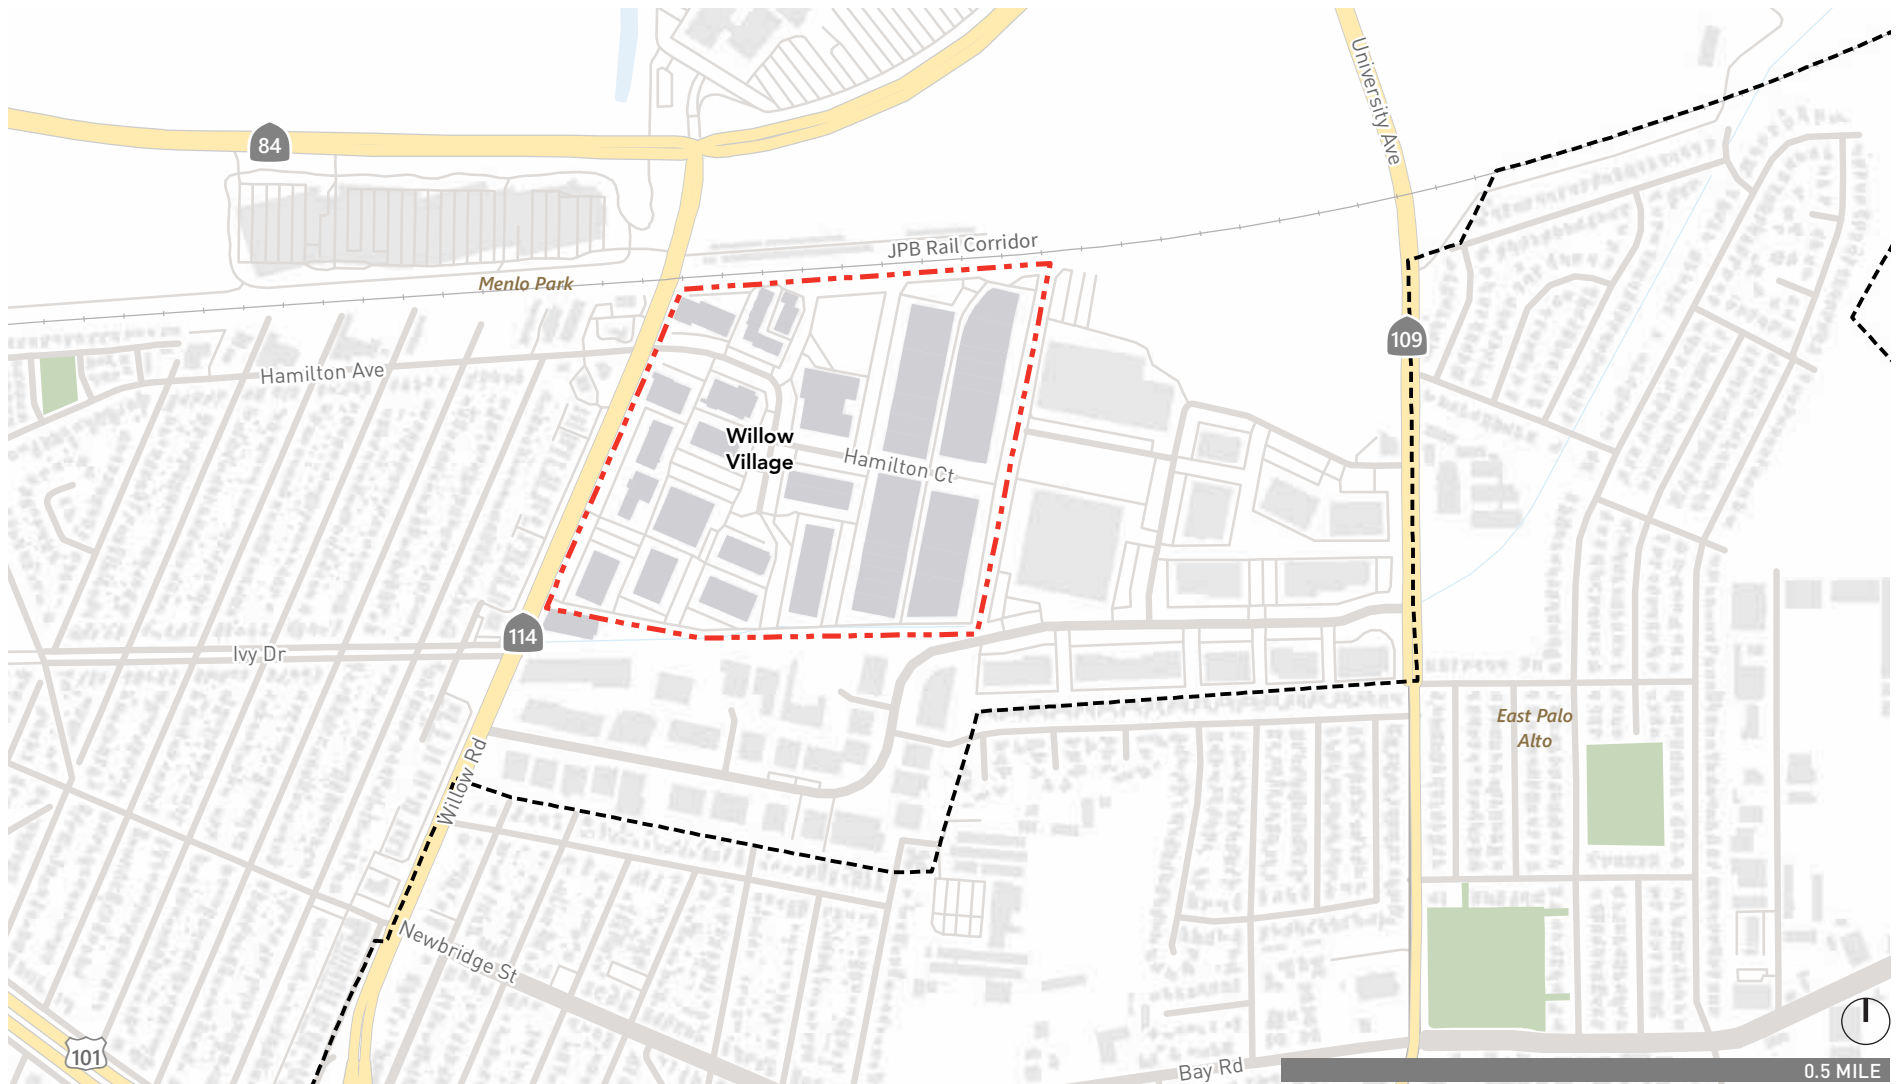 University Ave
84
JPB Rail Corridor
Menlo Park
109
Hamilton Ave
Willow
Village
Hamilton Ct
114
Ivy Dr
East Palo
Alto
Willow Rd
Newbridge St
101
Bay Rd
0.5 MILE